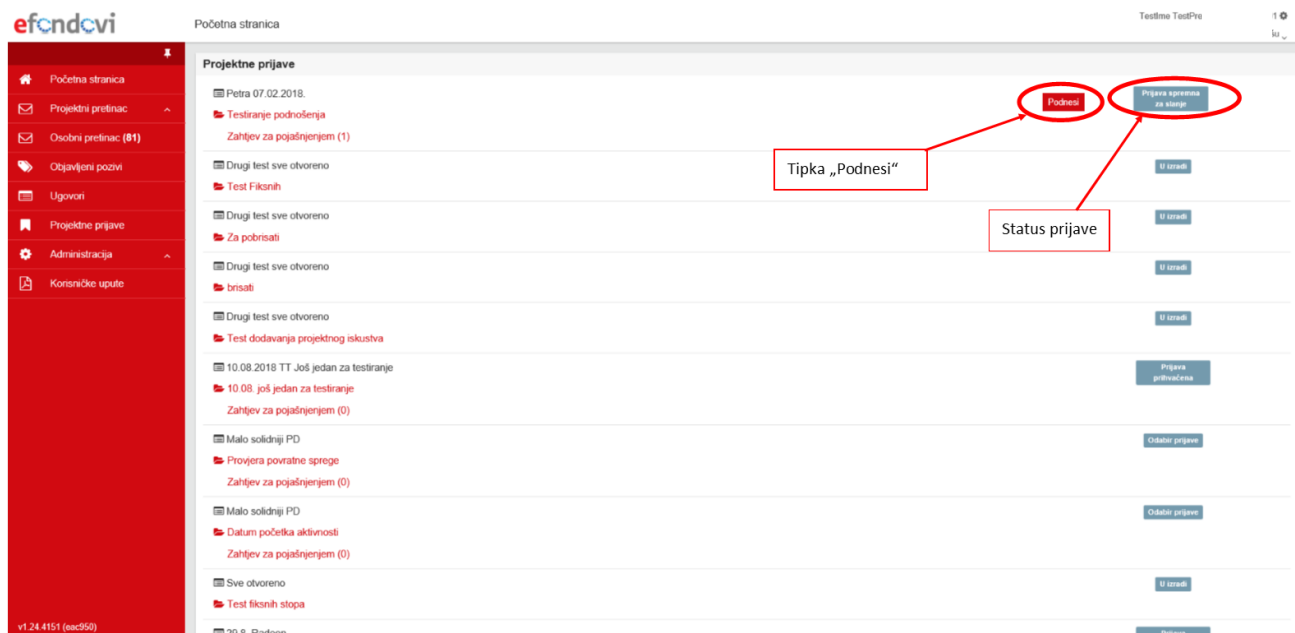 efondovi
Početna stranica
TestIme TestPre
Početna stranica
Projektni pretinac
Osobni pretinac (81)
Objavljeni pozivi
Ugovori
Projektne prijave
Administracija
Korisničke upute
v1.24.4151 (eac950)
Projektne prijave
Petra 07.02.2018.
Podnesi
Prijava spremna
za slanje
Testiranje podnošenja
Zahtjev za pojašnjenjem (1)
Tipka „Podnesi“
Status prijave
Drugi test sve otvoreno
U izradi
Test Fiksnih
Drugi test sve otvoreno
U izradi
Za pobrisati
Drugi test sve otvoreno
U izradi
brisati
Drugi test sve otvoreno
U izradi
Test dodavanja projektnog iskustva
10.08.2018 TT Još jedan za testiranje
Prijava
prihvaćena
10.08. još jedan za testiranje
Zahtjev za pojašnjenjem (0)
Malo solidniji PD
Odabir prijave
Provjera povratne sprege
Zahtjev za pojašnjenjem (0)
Malo solidniji PD
Odabir prijave
Datum početka aktivnosti
Zahtjev za pojašnjenjem (0)
Sve otvoreno
U izradi
Test fiksnih stopa